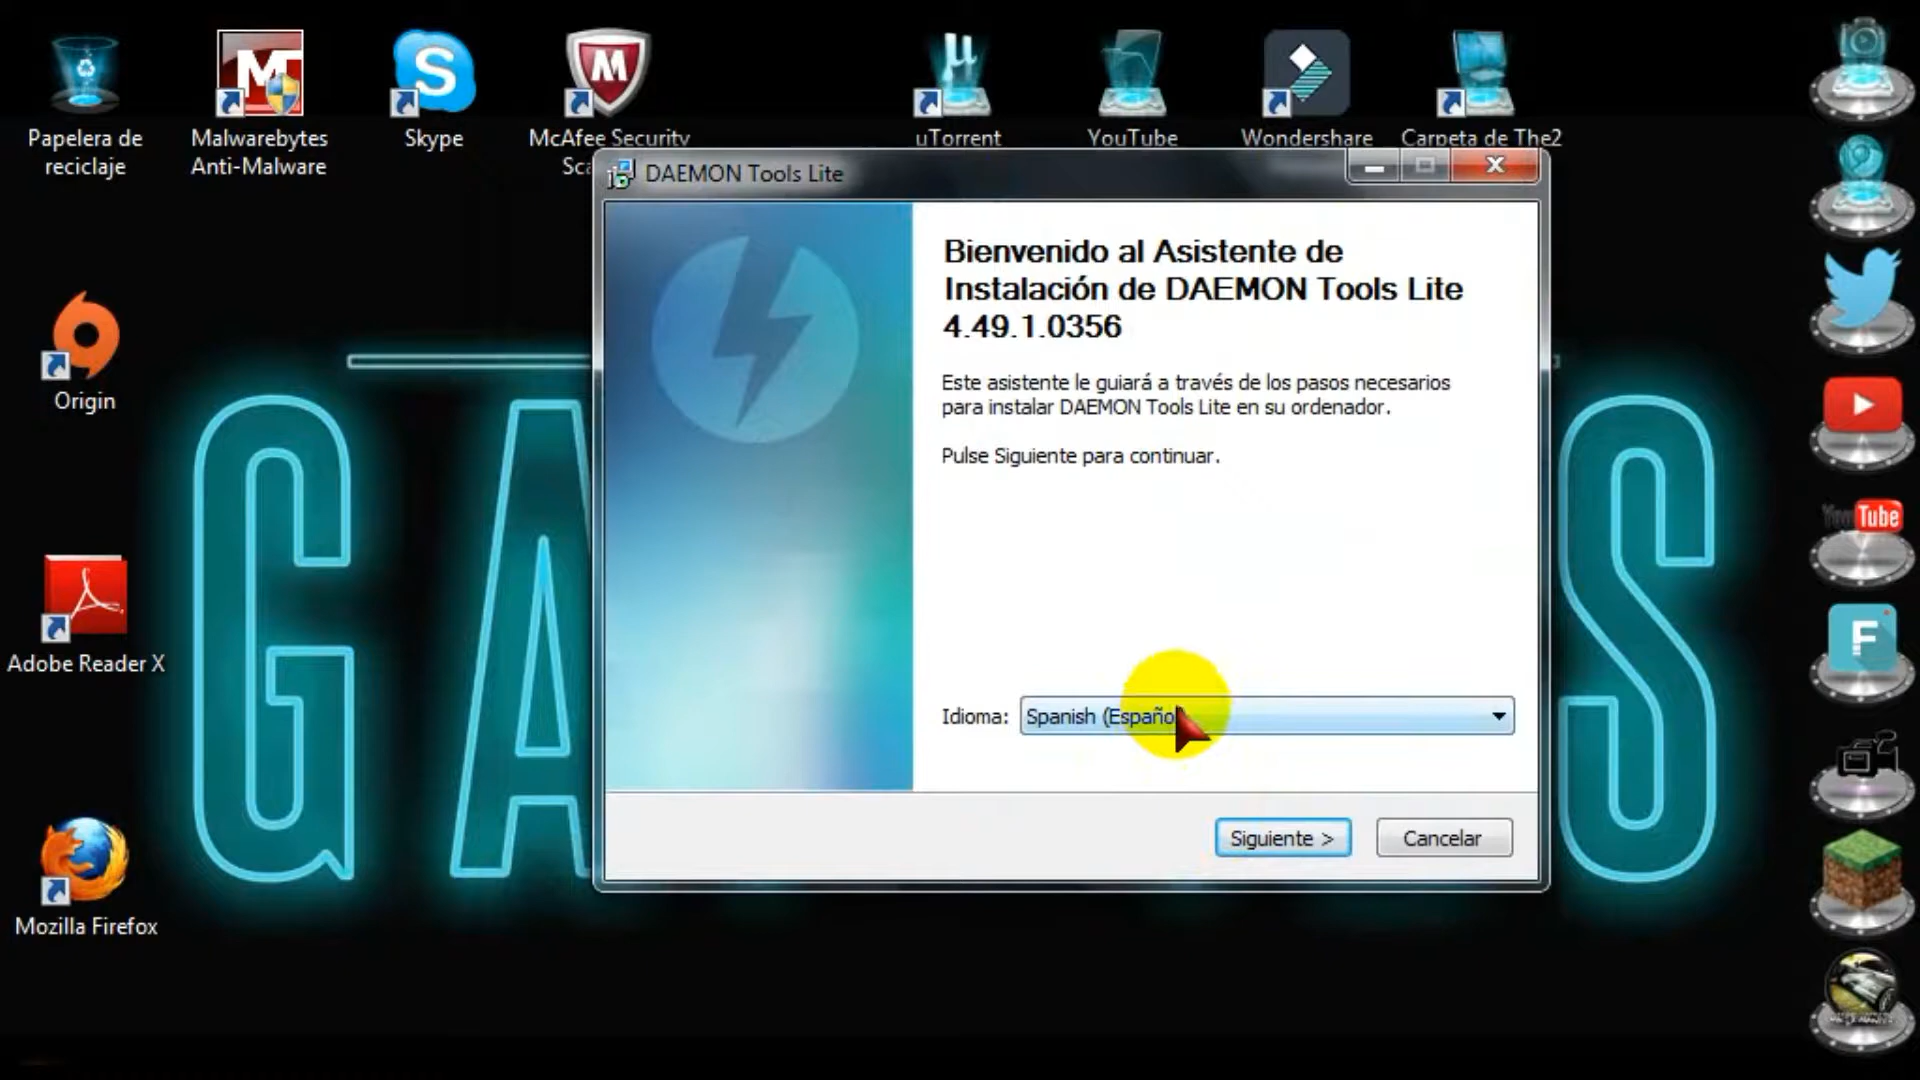 Papelera de
reciclaje
Malwarebytes
Anti-Malware
Skype
McAfee Security
uTorrent
YouTube
Wondershare
Carpeta de The2
DAEMON Tools Lite
Bienvenido al Asistente de
Instalación de DAEMON Tools Lite
4.49.1.0356
Este asistente le guiará a través de los pasos necesarios
para instalar DAEMON Tools Lite en su ordenador.
Pulse Siguiente para continuar.
Idioma: Spanish (Español)
Siguiente >
Cancelar
Origin
Adobe Reader X
Mozilla Firefox
Tube
F